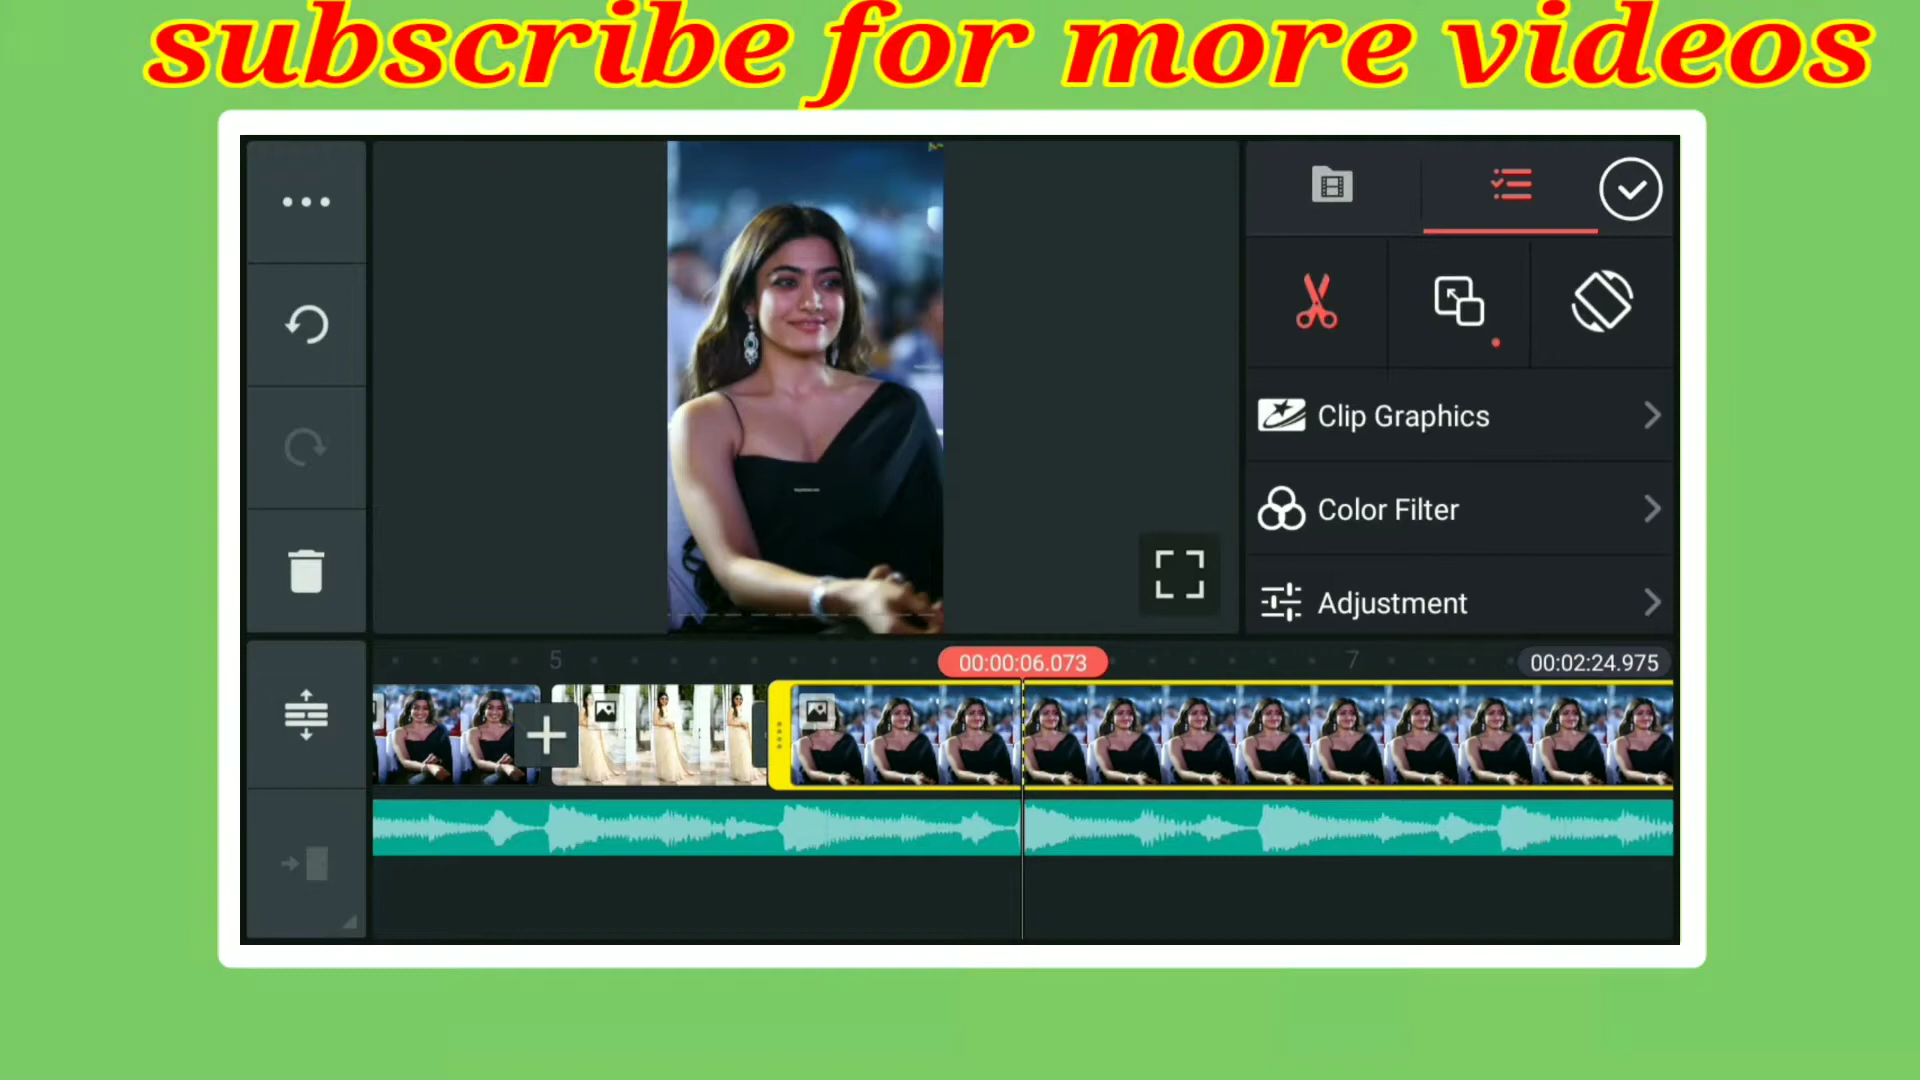 subscribe for more videos
Clip Graphics
Color Filter
Adjustment
5
00:00:06.073
7
00:02:24.975